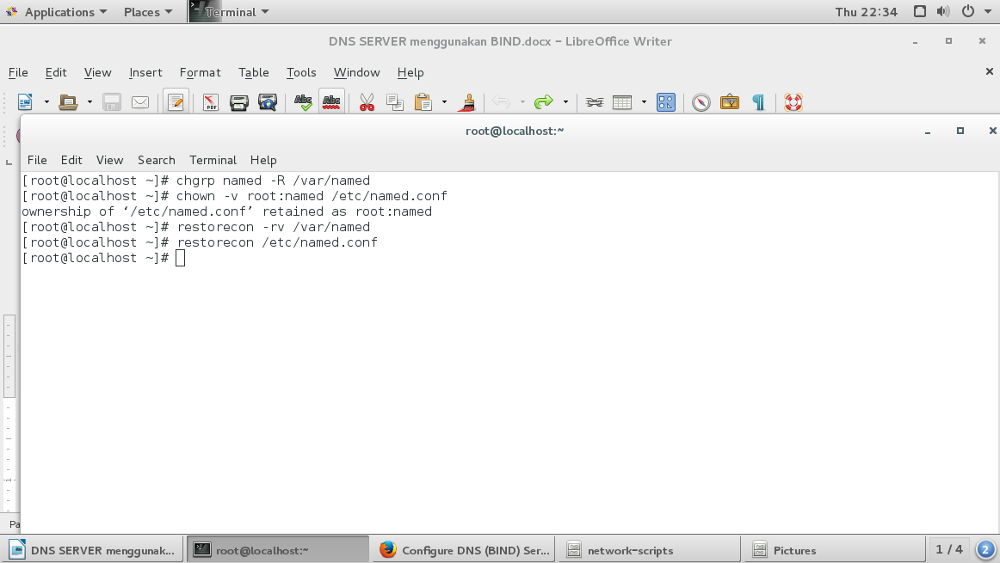 Applications Places Terminal Thu 22:34
DNS SERVER menggunakan BIND.docx - LibreOffice Writer
File Edit View Insert Format Table Tools Window Help
root@localhost:~
File Edit View Search Terminal Help
[root@localhost ~]# chgrp named -R /var/named
[root@localhost ~]# chown -v root:named /etc/named.conf
ownership of ‘/etc/named.conf’ retained as root:named
[root@localhost ~]# restorecon -rv /var/named
[root@localhost ~]# restorecon /etc/named.conf
[root@localhost ~]#
Pa
DNS SERVER menggunak... root@localhost:~ Configure DNS (BIND) Ser... network-scripts Pictures 1 / 4 2